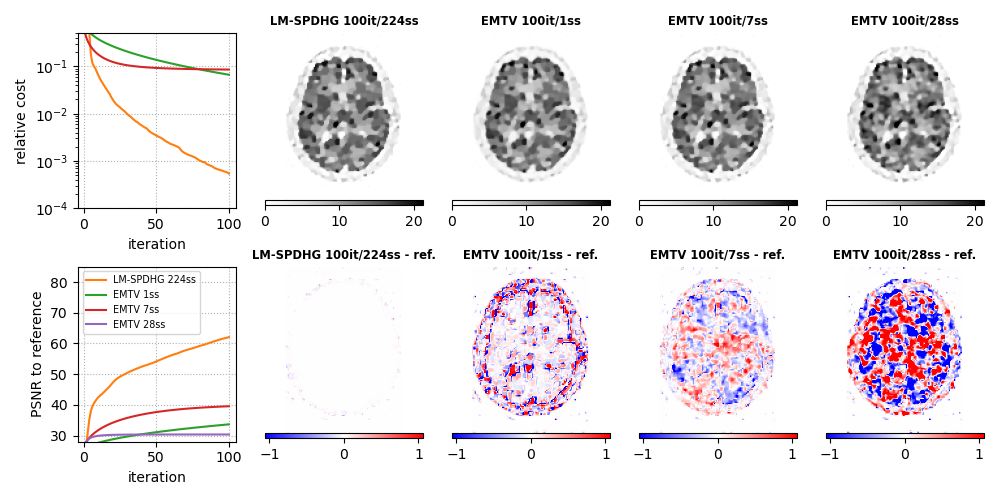 LM-SPDHG 100it/224ss
EMTV 100it/1ss
EMTV 100it/7ss
EMTV 100it/28ss
relative cost
10⁻¹
10⁻²
10⁻³
10⁻⁴
0 50 100
iteration
0 10 20
0 10 20
0 10 20
0 10 20
LM-SPDHG 100it/224ss - ref.
EMTV 100it/1ss - ref.
EMTV 100it/7ss - ref.
EMTV 100it/28ss - ref.
PSNR to reference
80
70
60
50
40
30
LM-SPDHG 224ss
EMTV 1ss
EMTV 7ss
EMTV 28ss
0 50 100
iteration
−1 0 1
−1 0 1
−1 0 1
−1 0 1